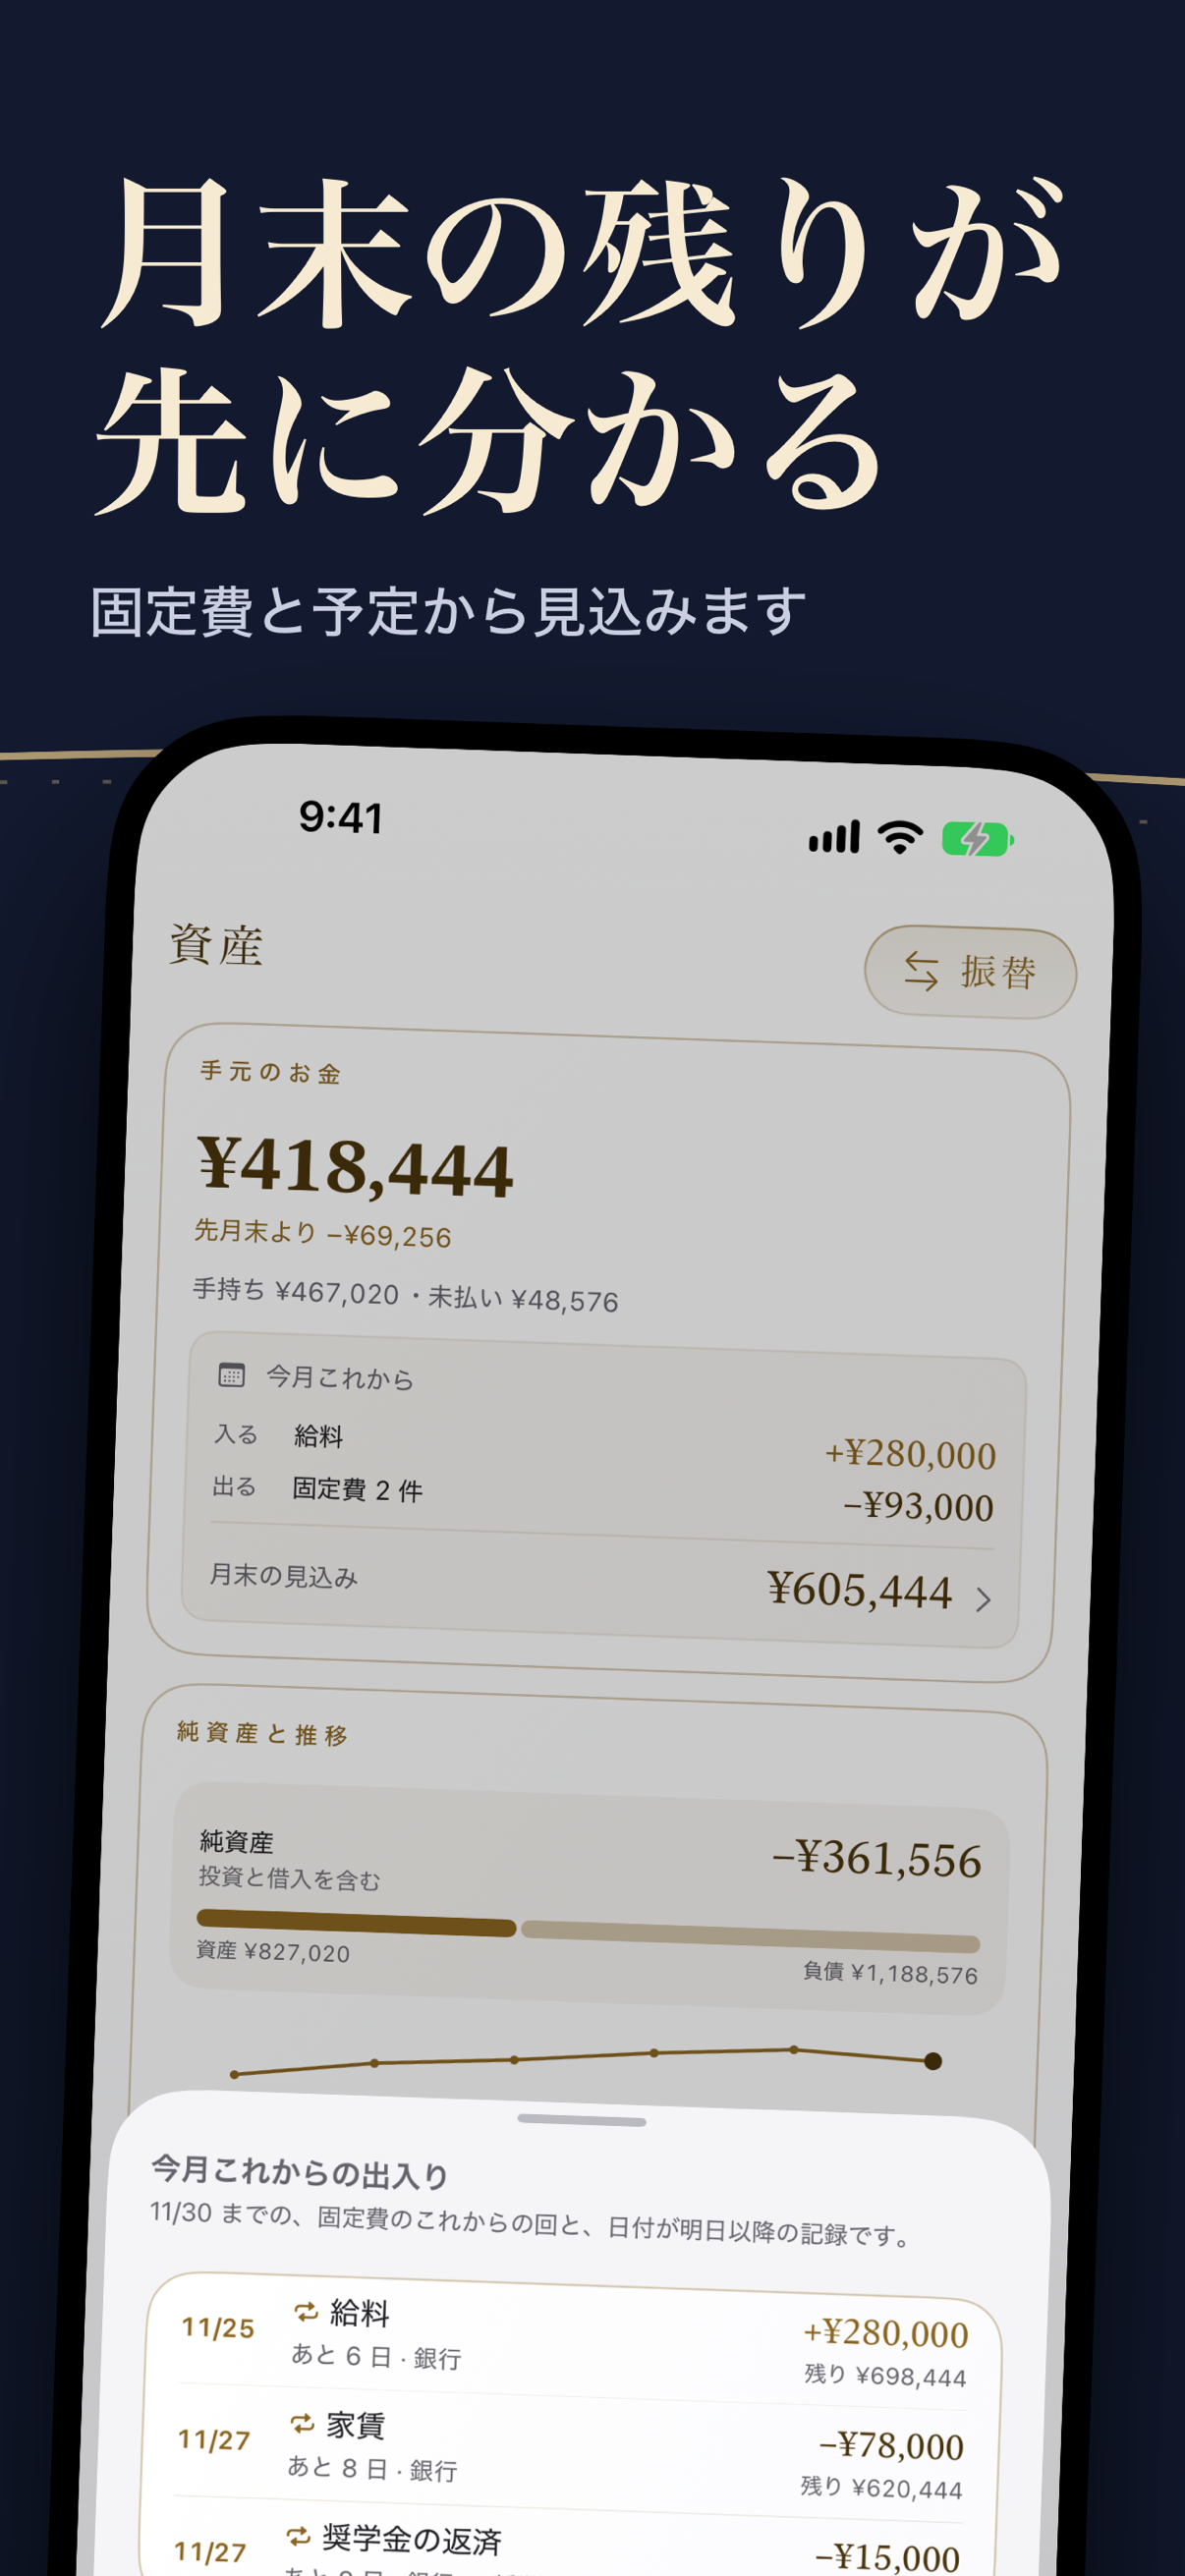 月末の残りが
先に分かる
固定費と予定から見込みます
9:41
資産
振替
手元のお金
¥418,444
先月末より −¥69,256
手持ち ¥467,020・未払い ¥48,576
今月これから
入る 給料 +¥280,000
出る 固定費 2 件 −¥93,000
月末の見込み ¥605,444
純資産と推移
純資産 −¥361,556
投資と借入を含む
資産 ¥827,020 負債 ¥1,188,576
今月これからの出入り
11/30 までの、固定費のこれからの回と、日付が明日以降の記録です。
11/25 給料 +¥280,000
あと 6 日 · 銀行 残り ¥698,444
11/27 家賃 −¥78,000
あと 8 日 · 銀行 残り ¥620,444
11/27 奨学金の返済 −¥15,000